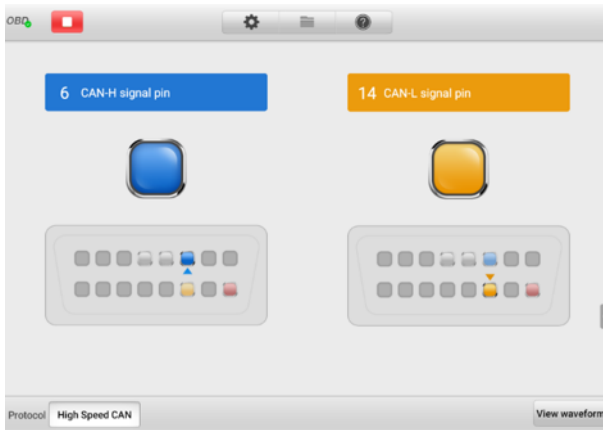 OBD
6 CAN-H signal pin
14 CAN-L signal pin
Protocol High Speed CAN
View waveform